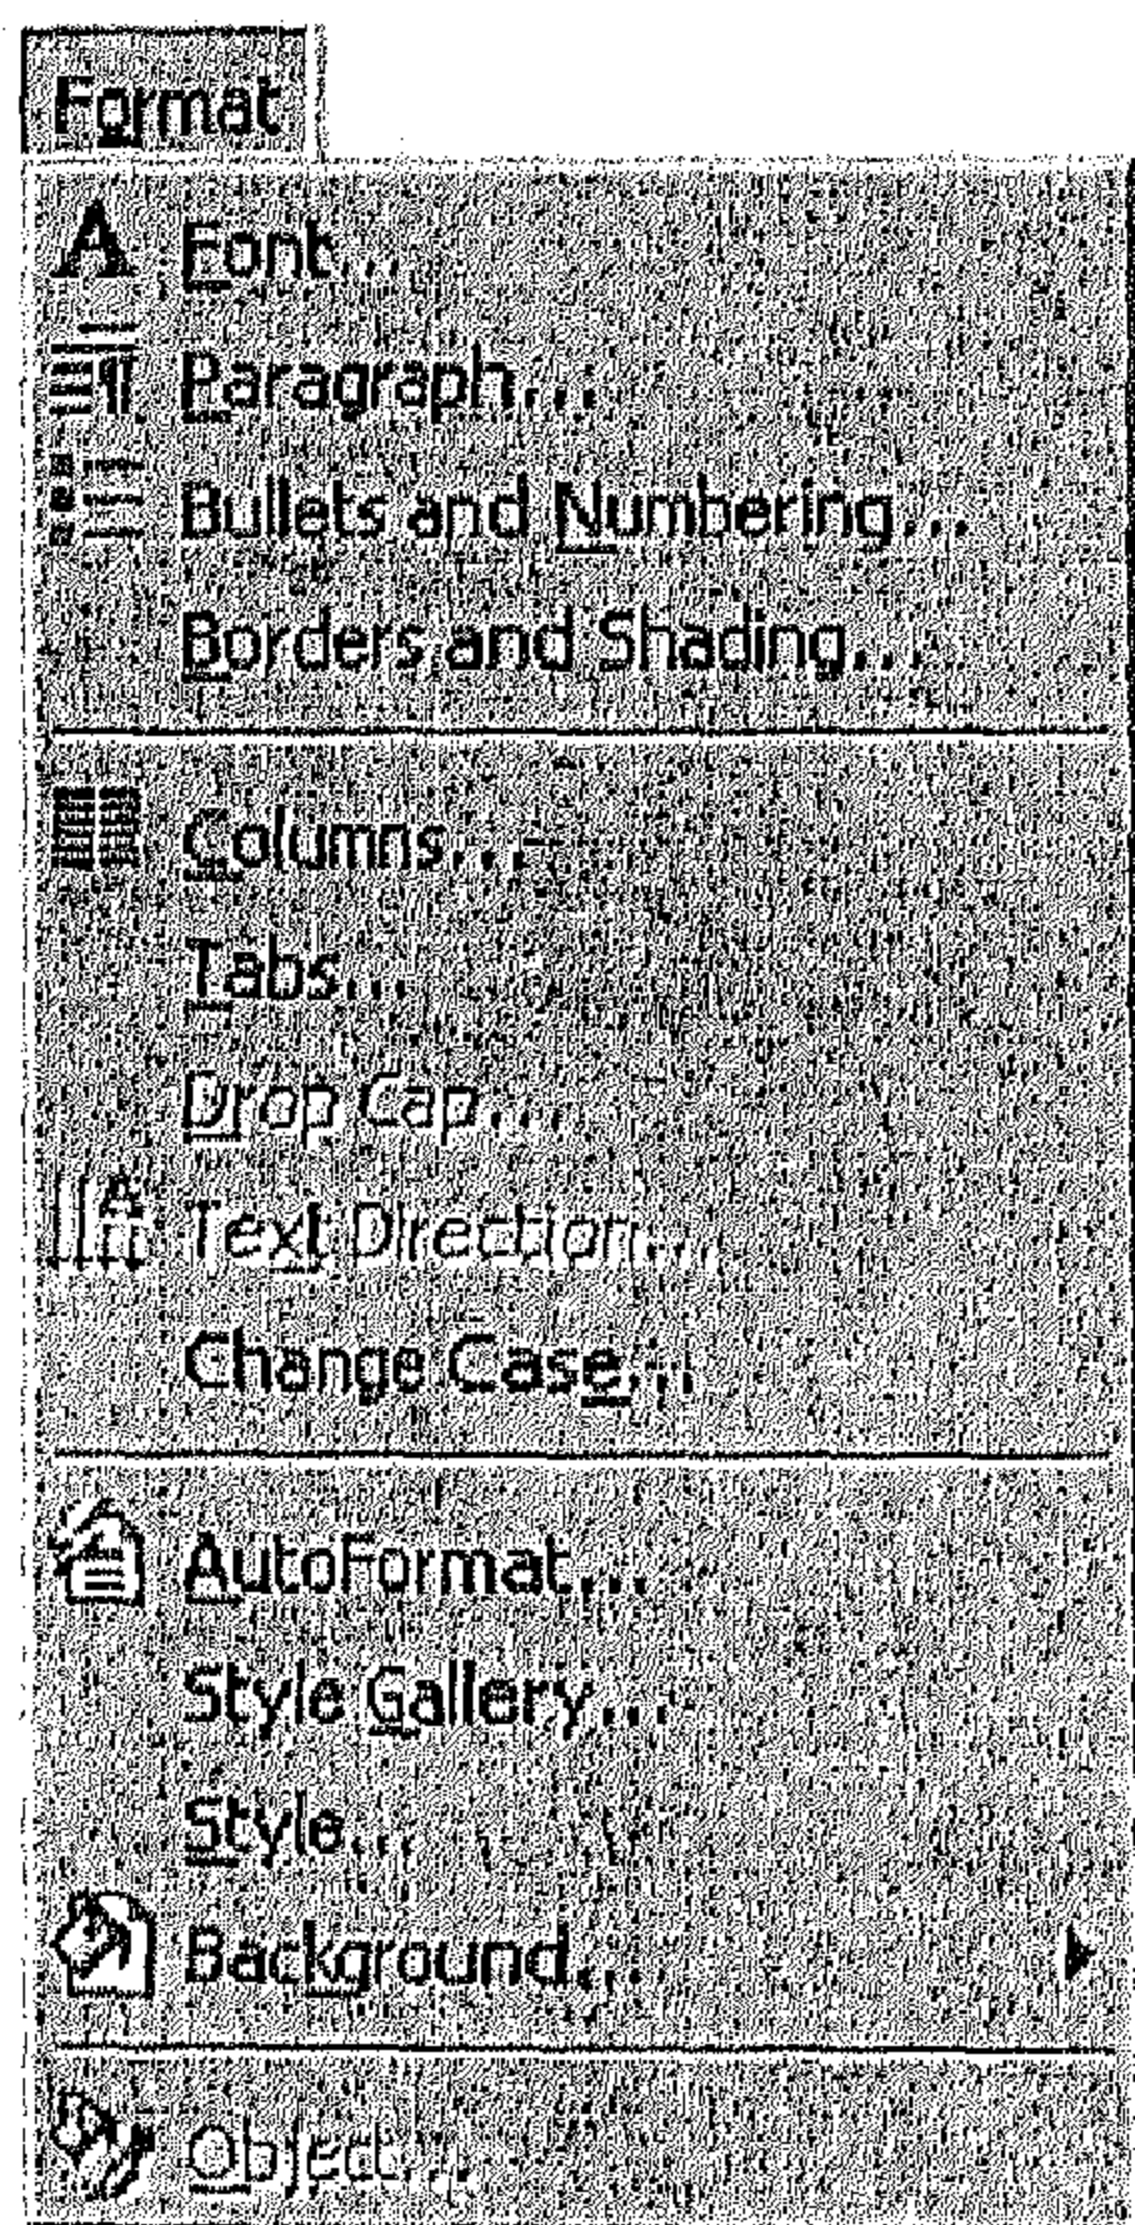 Format
Font...
Paragraph...
Bullets and Numbering...
Borders and Shading...
Columns...
Tabs...
Drop Cap...
Text Direction...
Change Case...
AutoFormat...
Style Gallery...
Style...
Background...
Object...